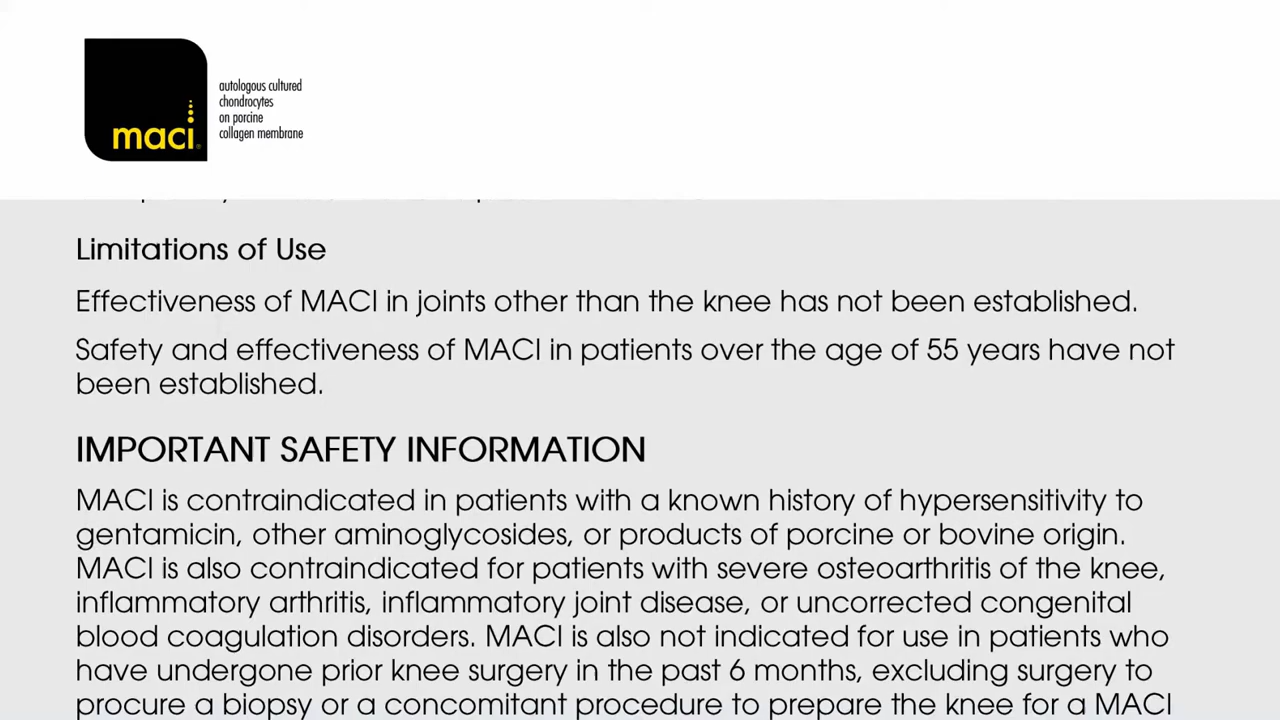 autologous cultured
chondrocytes
on porcine
collagen membrane
maci®
Limitations of Use
Effectiveness of MACI in joints other than the knee has not been established.
Safety and effectiveness of MACI in patients over the age of 55 years have not
been established.
IMPORTANT SAFETY INFORMATION
MACI is contraindicated in patients with a known history of hypersensitivity to
gentamicin, other aminoglycosides, or products of porcine or bovine origin.
MACI is also contraindicated for patients with severe osteoarthritis of the knee,
inflammatory arthritis, inflammatory joint disease, or uncorrected congenital
blood coagulation disorders. MACI is also not indicated for use in patients who
have undergone prior knee surgery in the past 6 months, excluding surgery to
procure a biopsy or a concomitant procedure to prepare the knee for a MACI